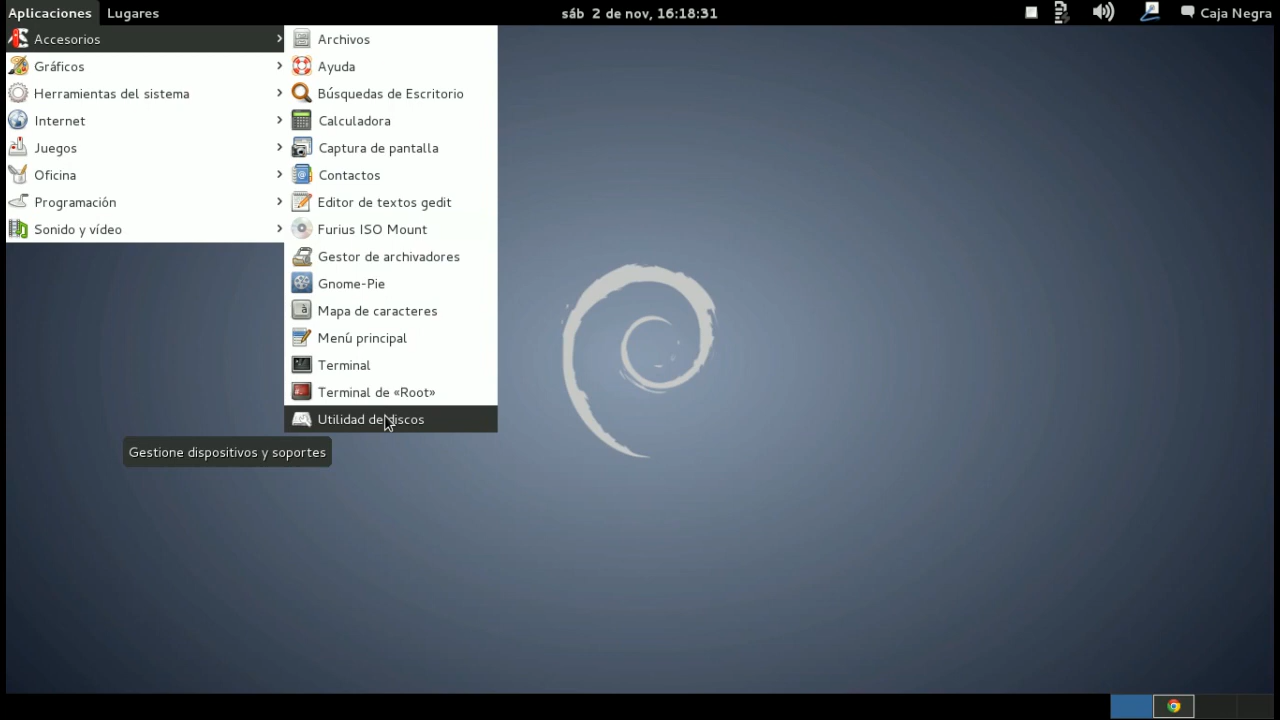 Aplicaciones Lugares sáb 2 de nov, 16:18:31 Caja Negra
Accesorios
Gráficos
Herramientas del sistema
Internet
Juegos
Oficina
Programación
Sonido y vídeo
Archivos
Ayuda
Búsquedas de Escritorio
Calculadora
Captura de pantalla
Contactos
Editor de textos gedit
Furius ISO Mount
Gestor de archivadores
Gnome-Pie
Mapa de caracteres
Menú principal
Terminal
Terminal de «Root»
Utilidad de discos
Gestione dispositivos y soportes